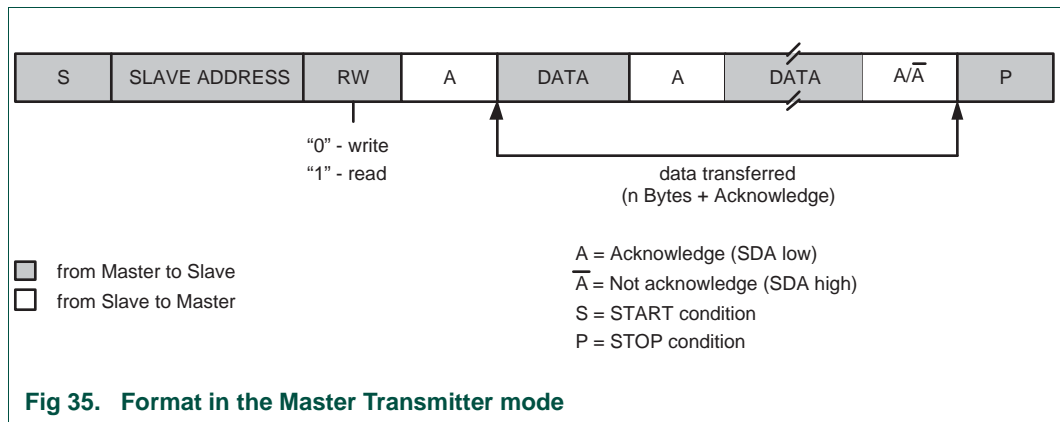 S SLAVE ADDRESS RW A DATA A DATA A/A̅ P
“0” - write
“1” - read
data transferred
(n Bytes + Acknowledge)
from Master to Slave
from Slave to Master
A = Acknowledge (SDA low)
A̅ = Not acknowledge (SDA high)
S = START condition
P = STOP condition
Fig 35. Format in the Master Transmitter mode